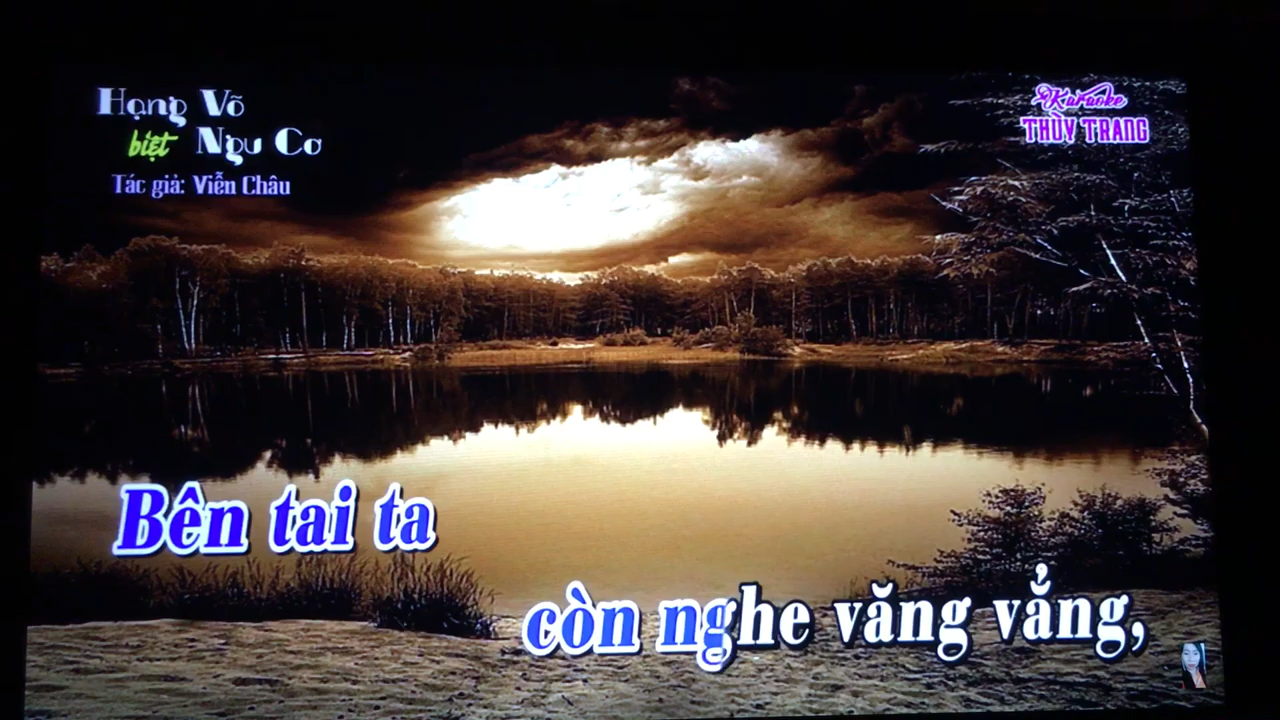 Hạng Võ
biệt Ngu Cơ
Tác giả: Viễn Châu
Karaoke
THÙY TRANG
Bên tai ta
còn nghe văng vẳng,